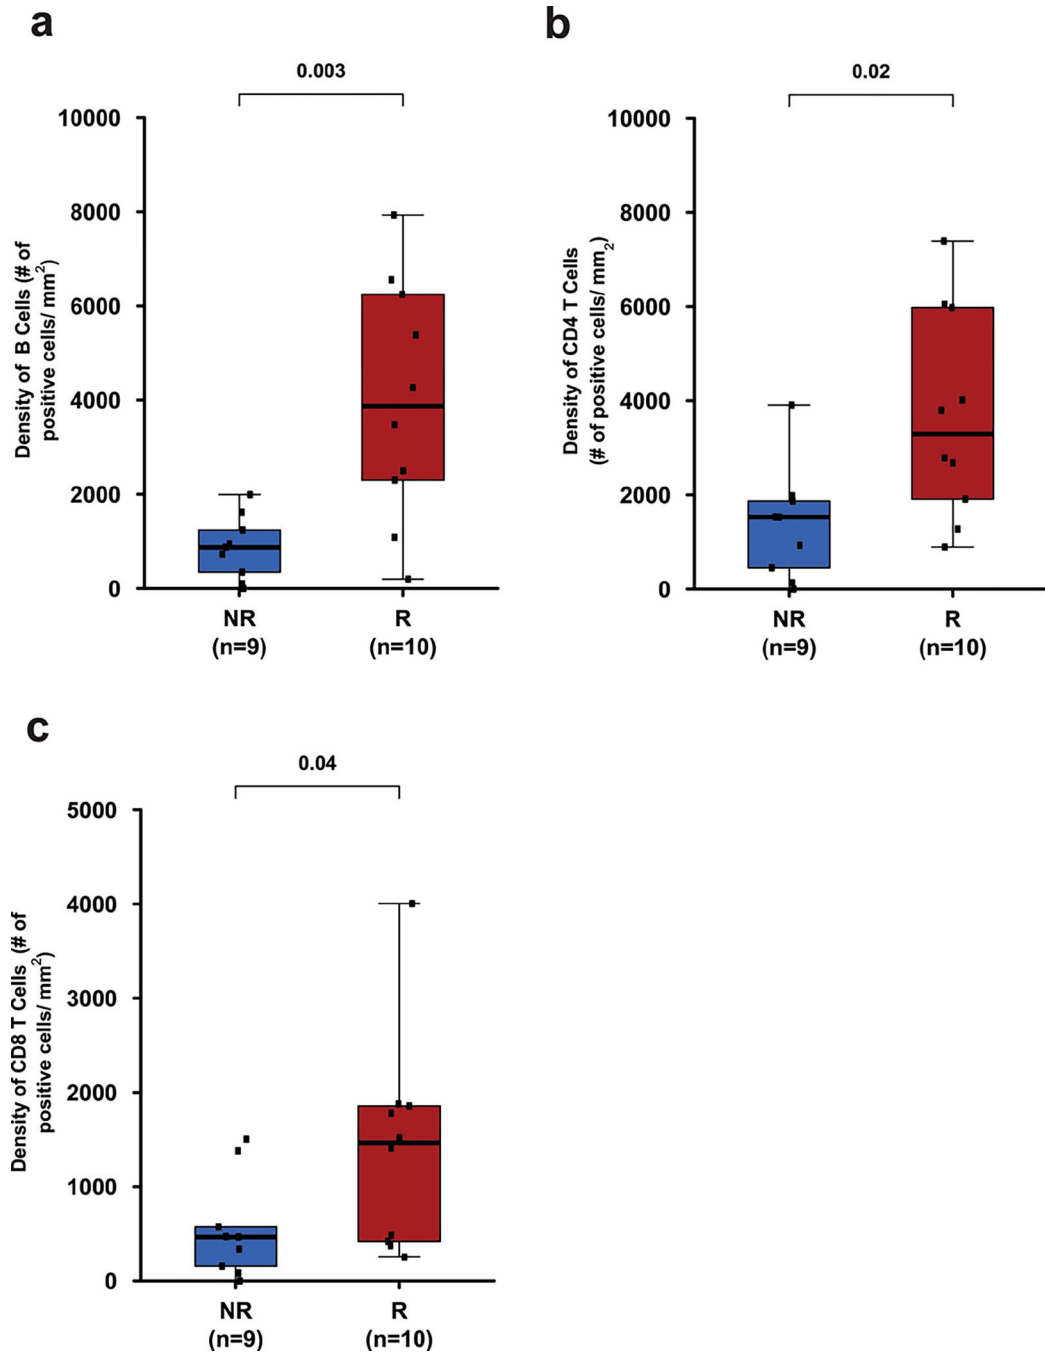 a
0.003
10000
8000
6000
4000
2000
0
Density of B Cells (# of
positive cells/ mm²)
NR
R
(n=9)
(n=10)
b
0.02
10000
8000
6000
4000
2000
0
Density of CD4 T Cells
(# of positive cells/ mm₂)
NR
R
(n=9)
(n=10)
c
0.04
5000
4000
3000
2000
1000
0
Density of CD8 T Cells (# of
positive cells/ mm²)
NR
R
(n=9)
(n=10)